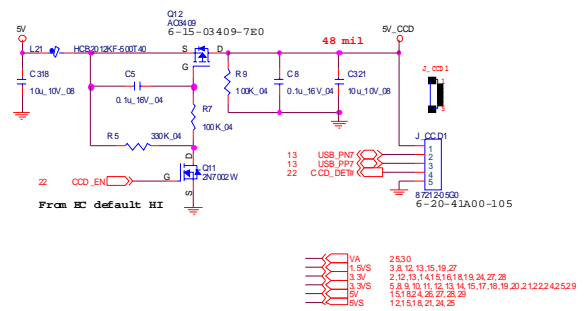 Q12
AO3409
6-15-03409-7E0
5V
48 mil
5V_CCD
L21
HCB2012KF-500T40
S
D
G
C318
10u_10V_08
C5
0.1u_16V_04
R9
100K_04
C8
0.1u_16V_04
C321
10u_10V_08
J_CCD1
1
5
R7
100K_04
R5
330K_04
D
Q11
2N7002W
G
S
22 CCD_EN
From EC default HI
J_CCD1
13 USB_PN7
13 USB_PP7
22 CCD_DET#
1
2
3
4
5
87212-05G0
6-20-41A00-105
VA 25,30
1.5VS 3,8,12,13,15,19,27
3.3V 2,12,13,14,15,16,18,19,24,27,28
3.3VS 5,8,9,10,11,12,13,14,15,17,18,19,20,21,22,24,25,29
5V 15,18,24,26,27,28,29
5VS 12,15,18,21,24,25